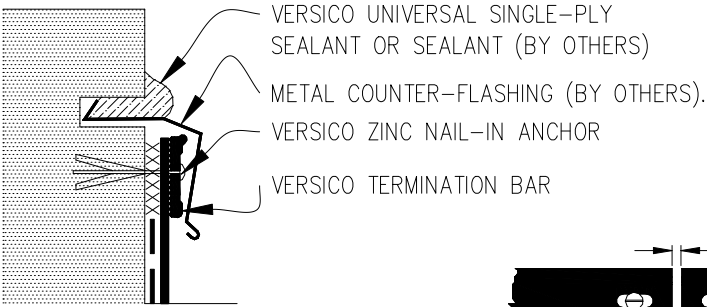 VERSICO UNIVERSAL SINGLE-PLY
SEALANT OR SEALANT (BY OTHERS)
METAL COUNTER-FLASHING (BY OTHERS).
VERSICO ZINC NAIL-IN ANCHOR
VERSICO TERMINATION BAR